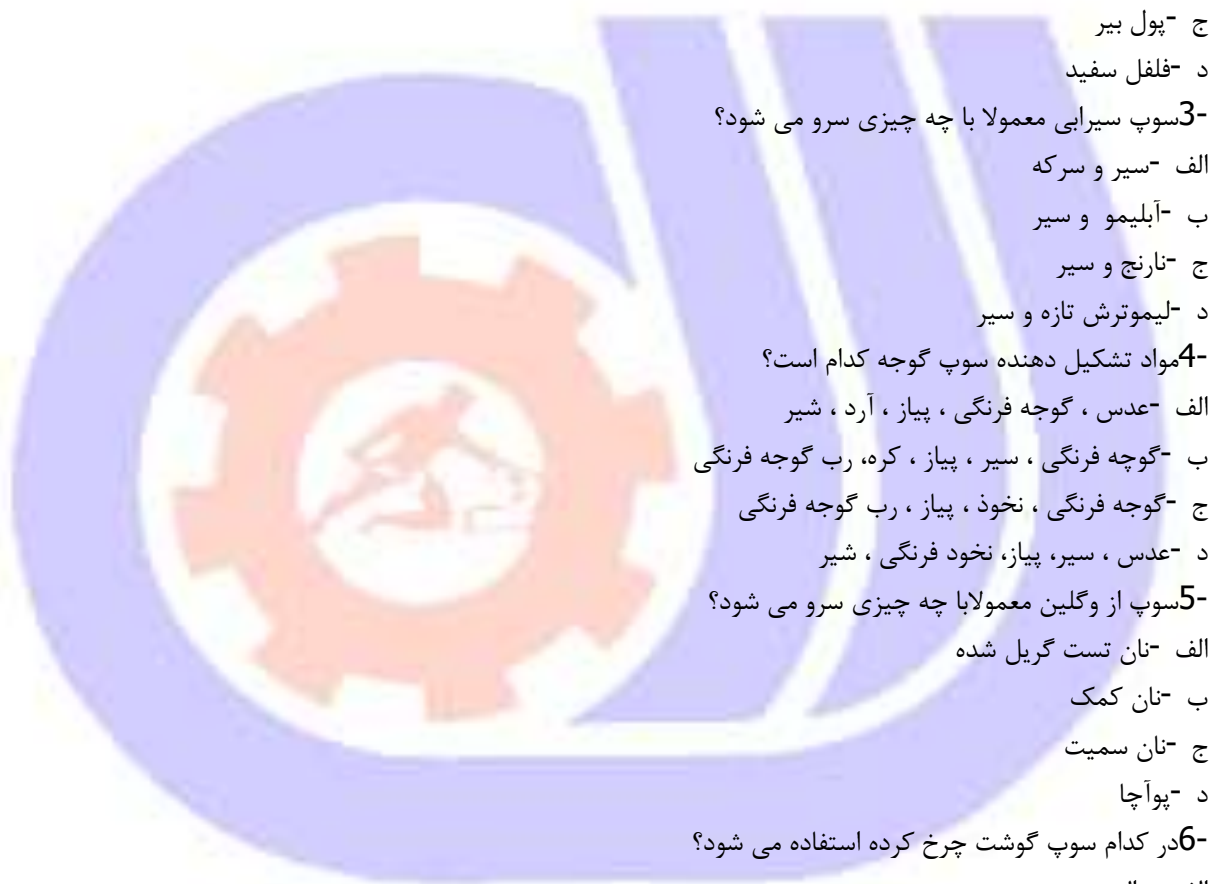 ج -پول بیر
د -فلفل سفید
-3سوپ سیرابی معمولا با چه چیزی سرو می شود؟
الف -سیر و سرکه
ب -آبلیمو و سیر
ج -نارنج و سیر
د -لیموترش تازه و سیر
-4مواد تشکیل دهنده سوپ گوجه کدام است؟
الف -عدس ، گوجه فرنگی ، پیاز ، آرد ، شیر
ب -گوچه فرنگی ، سیر ، پیاز ، کره، رب گوجه فرنگی
ج -گوجه فرنگی ، نخوذ ، پیاز ، رب گوجه فرنگی
د -عدس ، سیر، پیاز، نخود فرنگی ، شیر
-5سوپ از وگلین معمولابا چه چیزی سرو می شود؟
الف -نان تست گریل شده
ب -نان کمک
ج -نان سمیت
د -پوآچا
-6در کدام سوپ گوشت چرخ کرده استفاده می شود؟